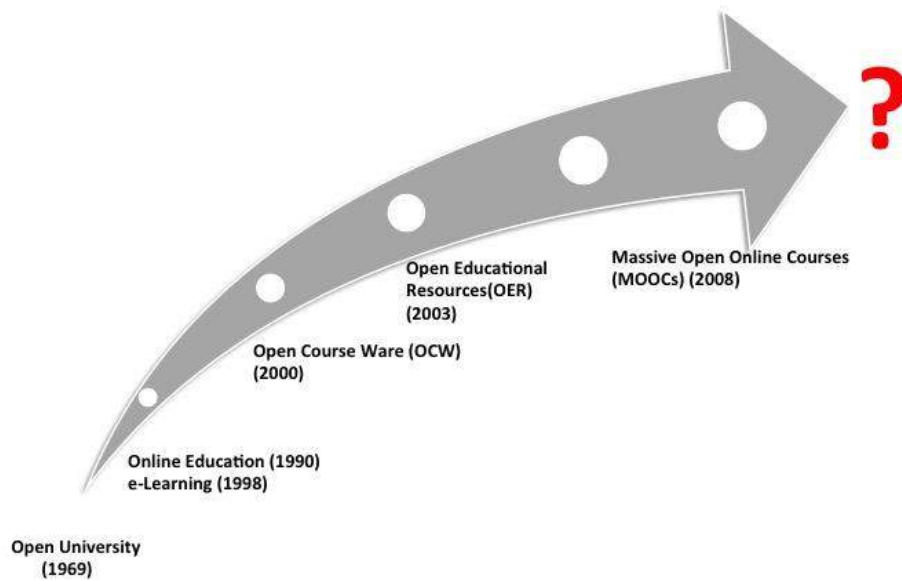 ?
Massive Open Online Courses
(MOOCs) (2008)
Open Educational
Resources(OER)
(2003)
Open Course Ware (OCW)
(2000)
Online Education (1990)
e-Learning (1998)
Open University
(1969)